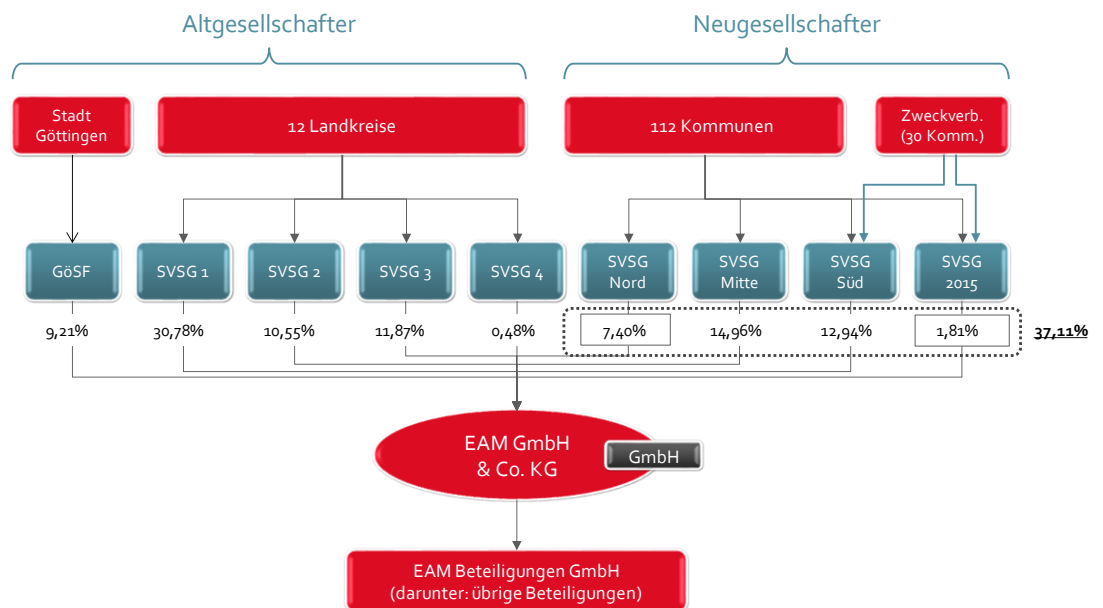 Altgesellschafter
Neugesellschafter
Stadt
Göttingen
12 Landkreise
112 Kommunen
Zweckverb.
(30 Komm.)
GöSF
SVSG 1
SVSG 2
SVSG 3
SVSG 4
SVSG
Nord
SVSG
Mitte
SVSG
Süd
SVSG
2015
9,21%
30,78%
10,55%
11,87%
0,48%
7,40%
14,96%
12,94%
1,81%
37,11%
EAM GmbH
& Co. KG
GmbH
EAM Beteiligungen GmbH
(darunter: übrige Beteiligungen)